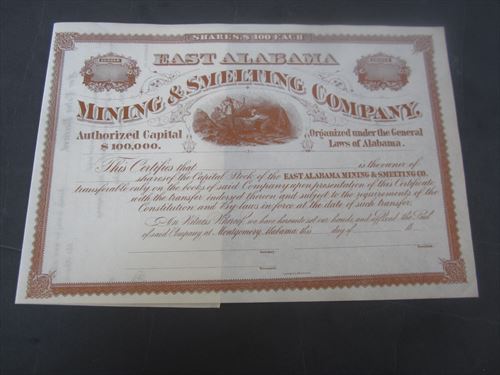 SHARES, $100 EACH
EAST ALABAMA
MINING & SMELTING COMPANY,
Authorized Capital
$100,000.
Organized under the General
Laws of Alabama.
This Certifies that is the owner of
shares of the Capital Stock of the EAST ALABAMA MINING & SMELTING CO.
transferable only on the books of said Company upon presentation of this Certificate
with the transfer endorsed thereon and subject to the requirements of the
Constitution and By-laws in force at the date of such transfer.
In Witness Whereof, we have hereunto set our hands, and affixed the Seal
of said Company at Montgomery, Alabama, this day of 18